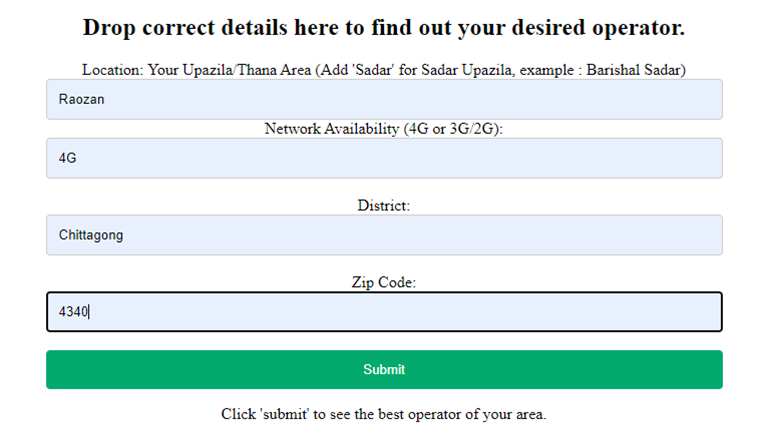 Drop correct details here to find out your desired operator.
Location: Your Upazila/Thana Area (Add 'Sadar' for Sadar Upazila, example : Barishal Sadar)
Raozan
Network Availability (4G or 3G/2G):
4G
District:
Chittagong
Zip Code:
4340
Submit
Click 'submit' to see the best operator of your area.